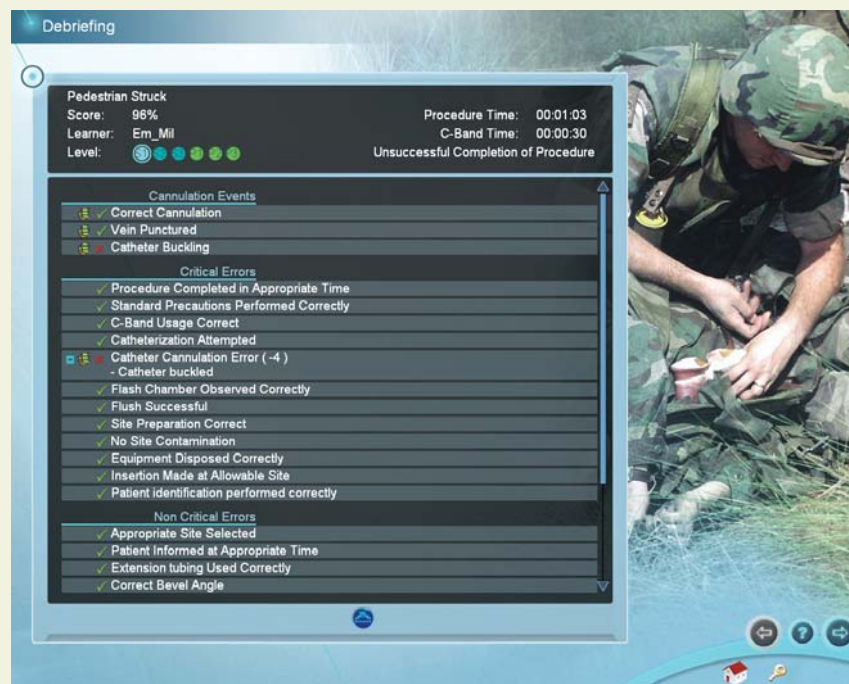 Debriefing
Pedestrian Struck
Score: 96%
Procedure Time: 00:01:03
Learner: Em_Mil
C-Band Time: 00:00:30
Level:
Unsuccessful Completion of Procedure
Cannulation Events
Correct Cannulation
Vein Punctured
Catheter Buckling
Critical Errors
Procedure Completed in Appropriate Time
Standard Precautions Performed Correctly
C-Band Usage Correct
Catheterization Attempted
Catheter Cannulation Error ( -4 )
- Catheter buckled
Flash Chamber Observed Correctly
Flush Successful
Site Preparation Correct
No Site Contamination
Equipment Disposed Correctly
Insertion Made at Allowable Site
Patient identification performed correctly
Non Critical Errors
Appropriate Site Selected
Patient Informed at Appropriate Time
Extension tubing Used Correctly
Correct Bevel Angle
?